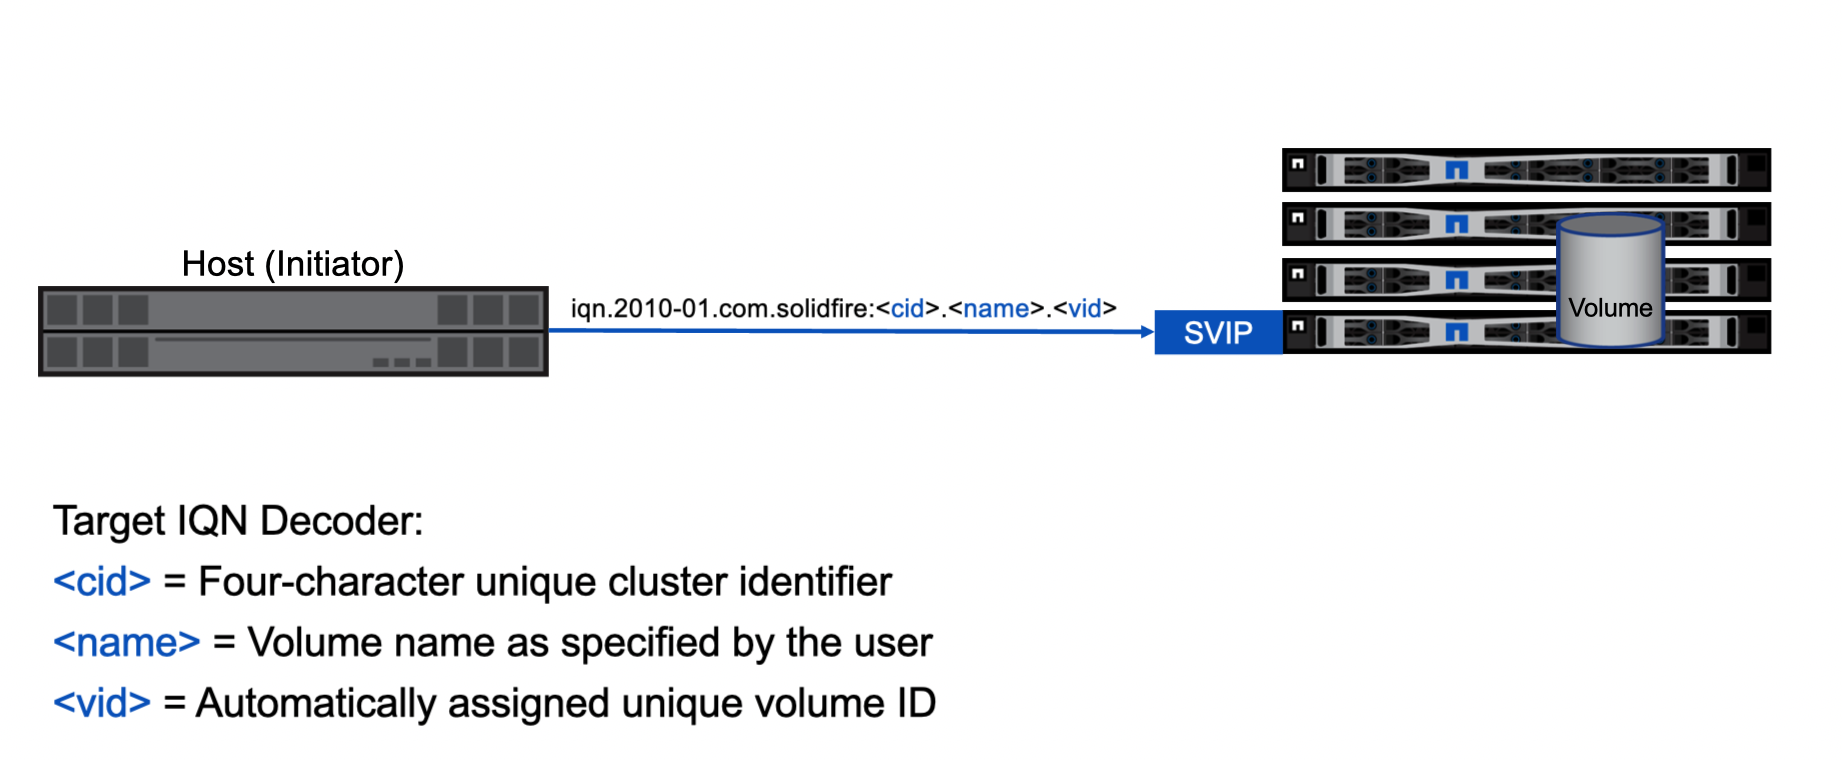 Host (Initiator)
iqn.2010-01.com.solidfire:<cid>.<name>.<vid>
SVIP
Volume
Target IQN Decoder:
<cid> = Four-character unique cluster identifier
<name> = Volume name as specified by the user
<vid> = Automatically assigned unique volume ID